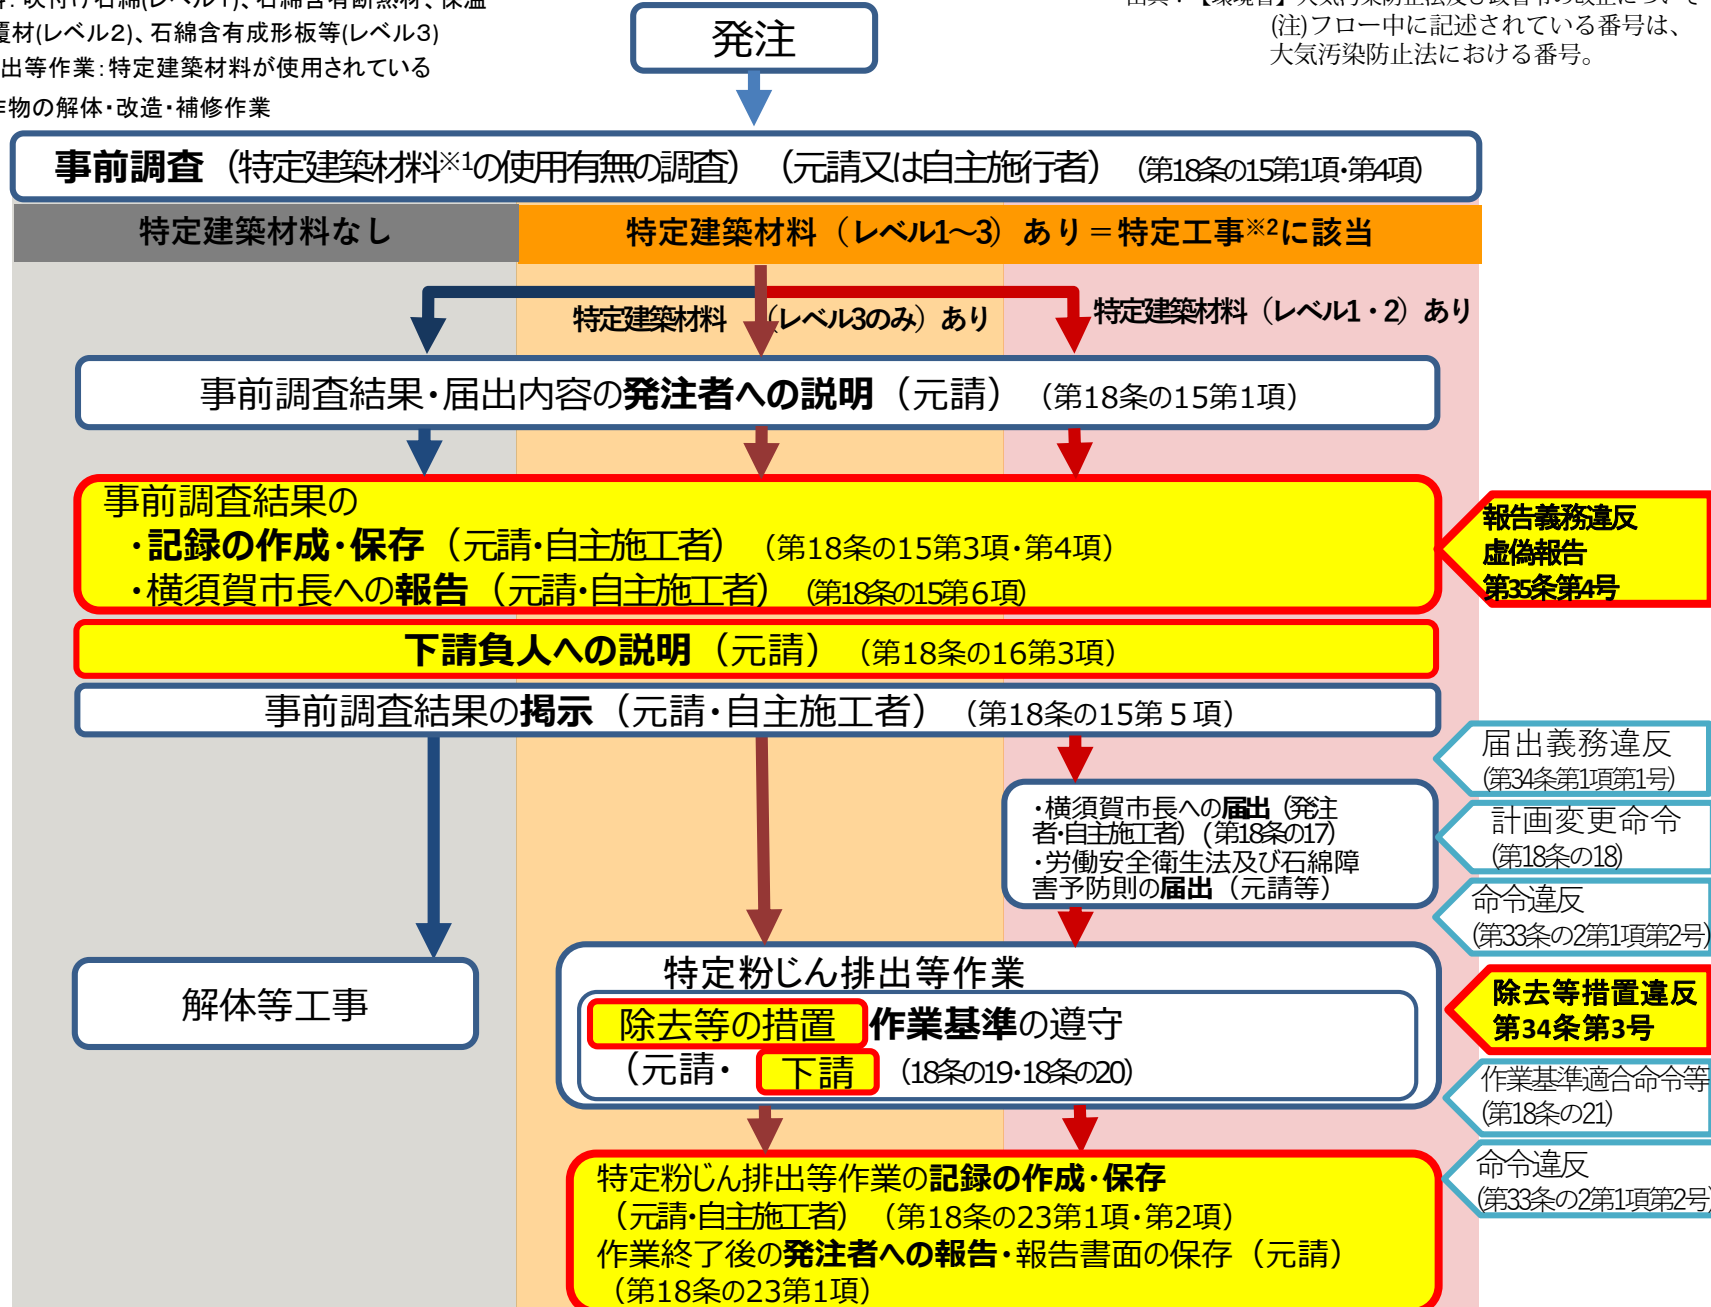 吹付け石綿(レベル1)、石綿含有断熱材、保温
覆材(レベル2)、石綿含有成形板等(レベル3)
出等作業：特定建築材料が使用されている
作物の解体・改造・補修作業
(注)フロー中に記述されている番号は、
大気汚染防止法における番号。
発注
事前調査（特定建築材料※1の使用有無の調査）（元請又は自主施行者）（第18条の15第1項・第4項）
特定建築材料なし
特定建築材料（レベル1～3）あり＝特定工事※2に該当
特定建築材料（レベル3のみ）あり
特定建築材料（レベル1・2）あり
事前調査結果・届出内容の発注者への説明（元請）（第18条の15第1項）
事前調査結果の
・記録の作成・保存（元請・自主施工者）（第18条の15第3項・第4項）
・横須賀市長への報告（元請・自主施工者）（第18条の15第６項）
報告義務違反
虚偽報告
第35条第4号
下請負人への説明（元請）（第18条の16第3項）
事前調査結果の掲示（元請・自主施工者）（第18条の15第５項）
届出義務違反
(第34条第1項第1号)
・横須賀市長への届出（発注
者・自主施工者）(第18条の17)
・労働安全衛生法及び石綿障
害予防則の届出（元請等）
計画変更命令
(第18条の18)
命令違反
(第33条の2第1項第2号)
解体等工事
特定粉じん排出等作業
除去等の措置 作業基準の遵守
（元請・ 下請 （18条の19・18条の20）
除去等措置違反
第34条第3号
作業基準適合命令等
(第18条の21)
命令違反
(第33条の2第1項第2号)
特定粉じん排出等作業の記録の作成・保存
（元請・自主施工者）（第18条の23第1項・第2項）
作業終了後の発注者への報告・報告書面の保存（元請）
（第18条の23第1項）